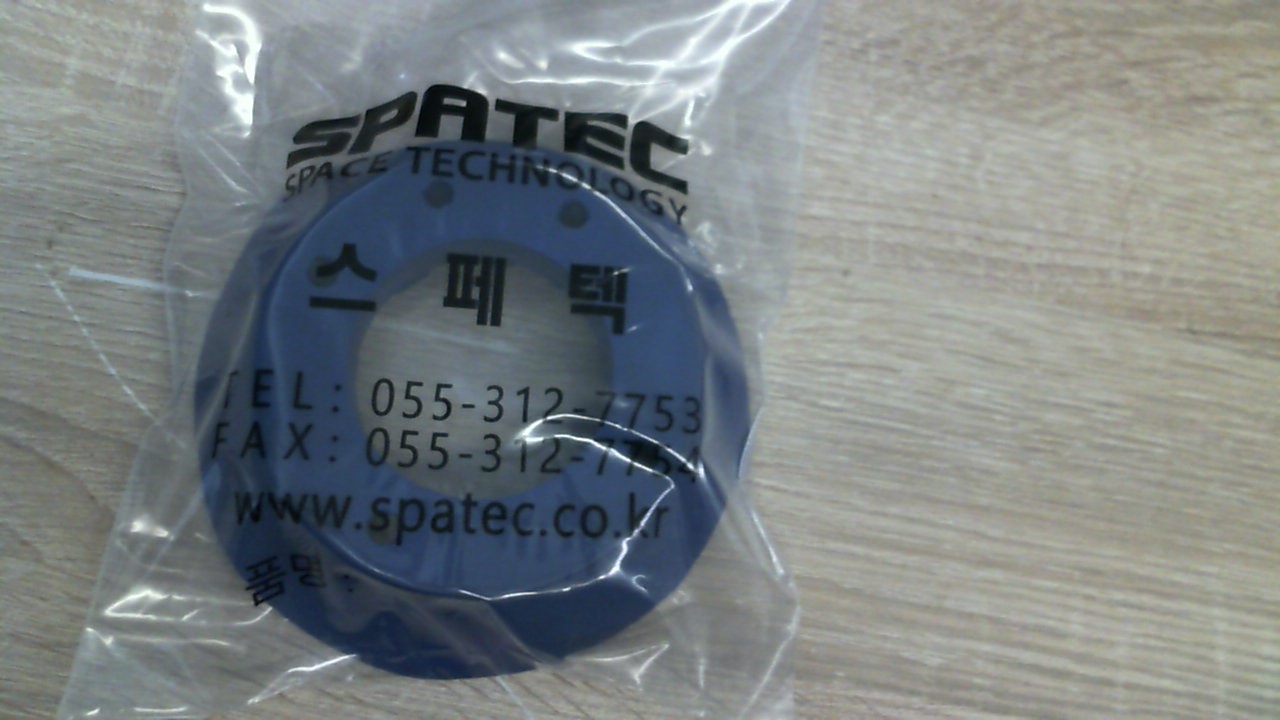 SPATEC
SPACE TECHNOLOGY
스페텍
TEL: 055-312-7753
FAX: 055-312-7754
www.spatec.co.kr
품명: